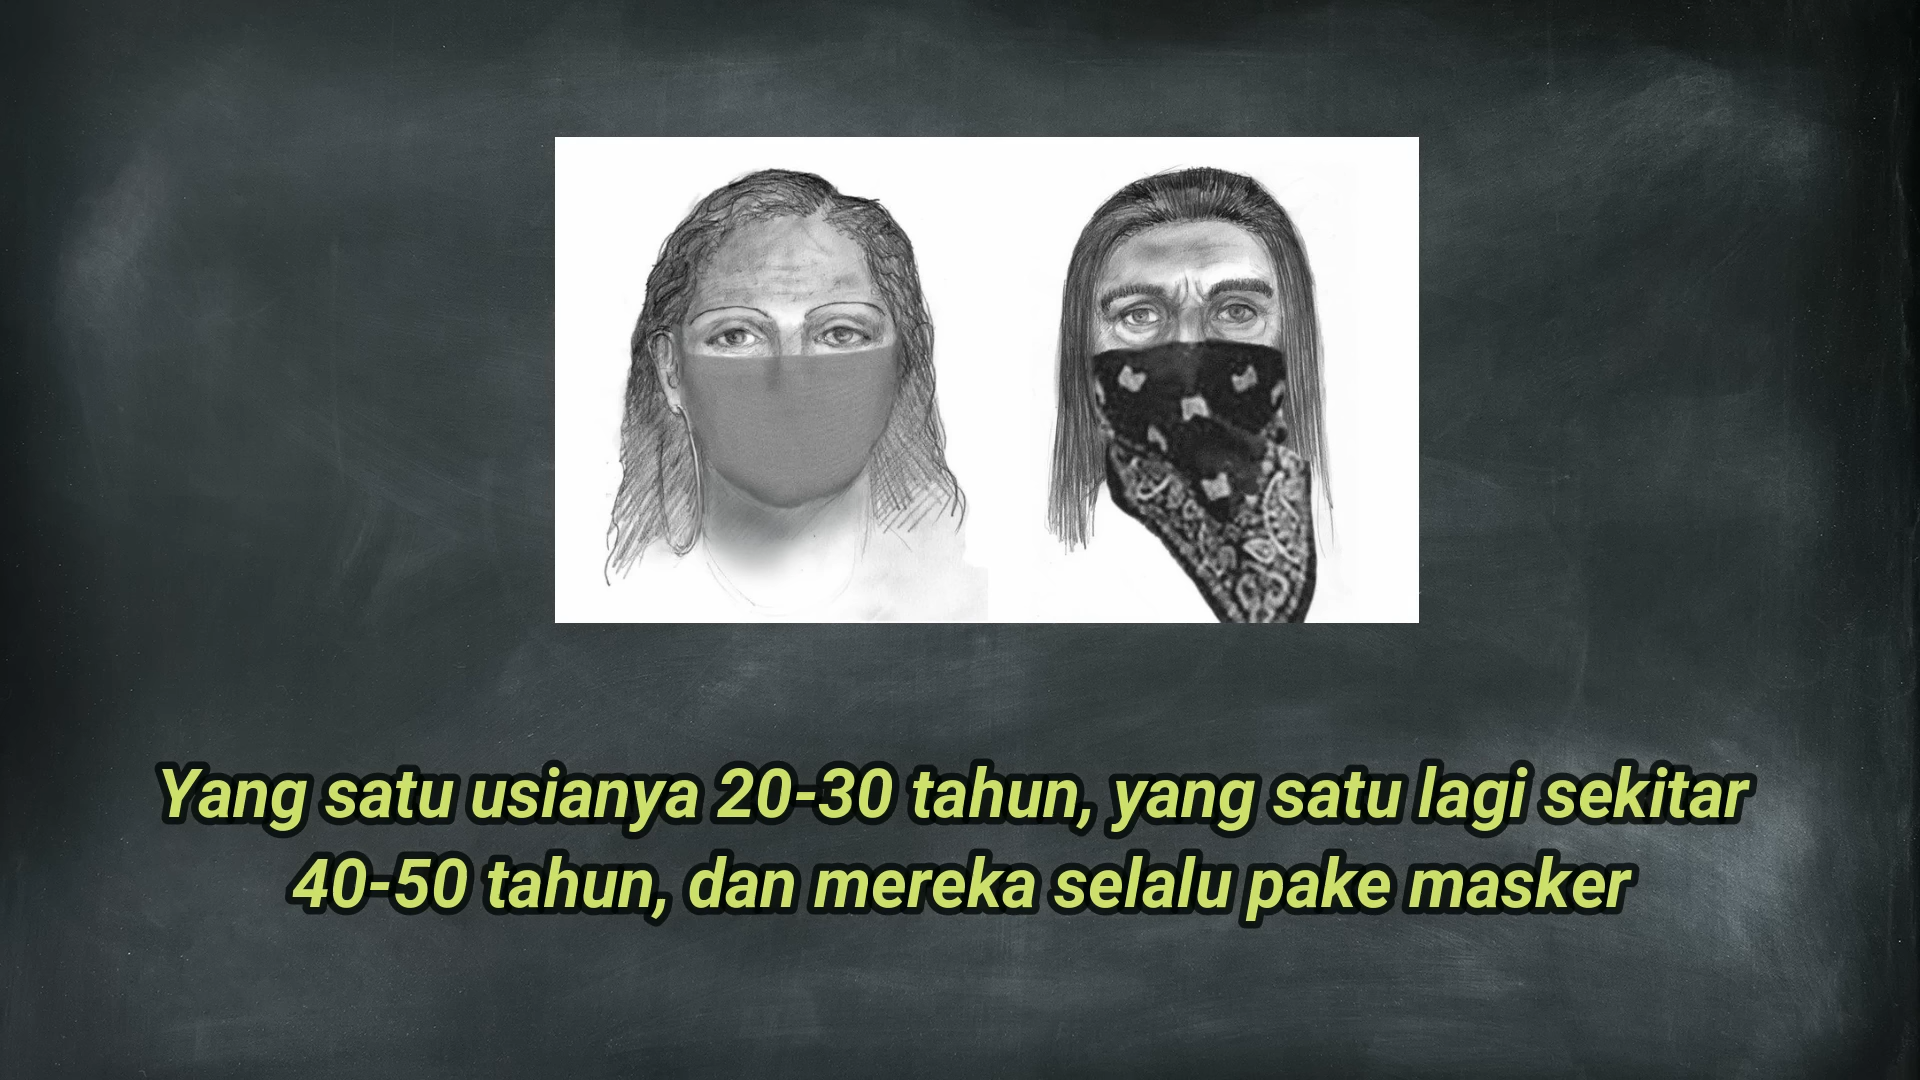 Yang satu usianya 20-30 tahun, yang satu lagi sekitar
40-50 tahun, dan mereka selalu pake masker